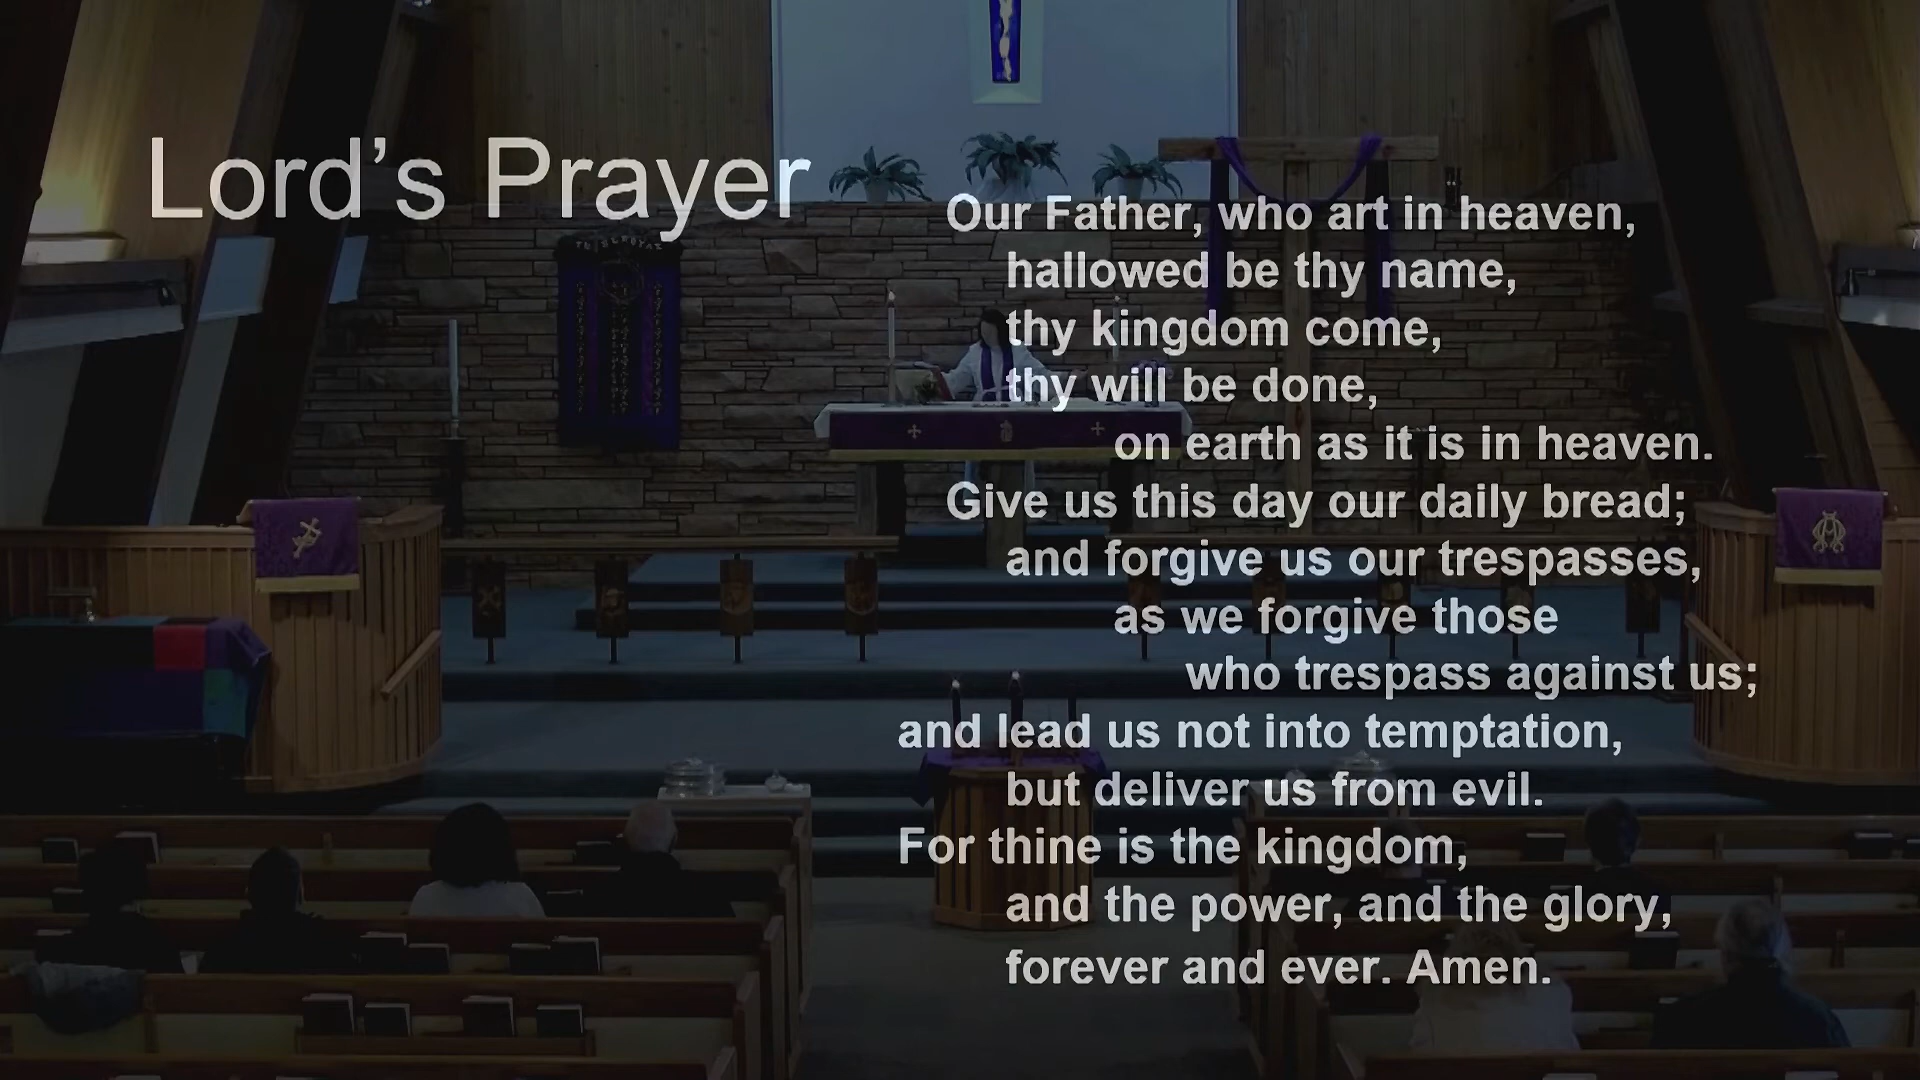 Lord’s Prayer
Our Father, who art in heaven,
hallowed be thy name,
thy kingdom come,
thy will be done,
on earth as it is in heaven.
Give us this day our daily bread;
and forgive us our trespasses,
as we forgive those
who trespass against us;
and lead us not into temptation,
but deliver us from evil.
For thine is the kingdom,
and the power, and the glory,
forever and ever. Amen.